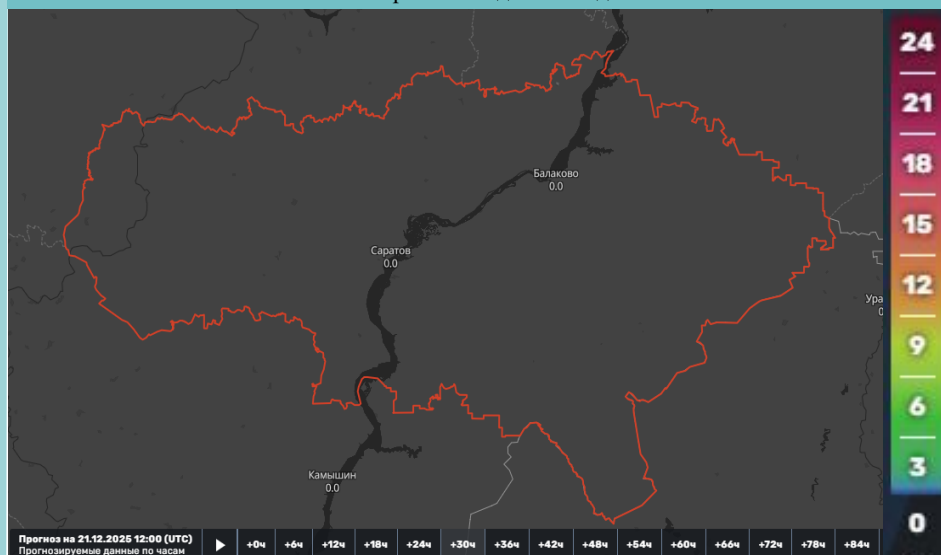 24
21
18
15
12
9
6
3
0
Балаково
0.0
Саратов
0.0
Ура
0
Камышин
0.0
Прогноз на 21.12.2025 12:00 (UTC)
Прогнозируемые данные по часам
+0ч +6ч +12ч +18ч +24ч +30ч +36ч +42ч +48ч +54ч +60ч +66ч +72ч +78ч +84ч